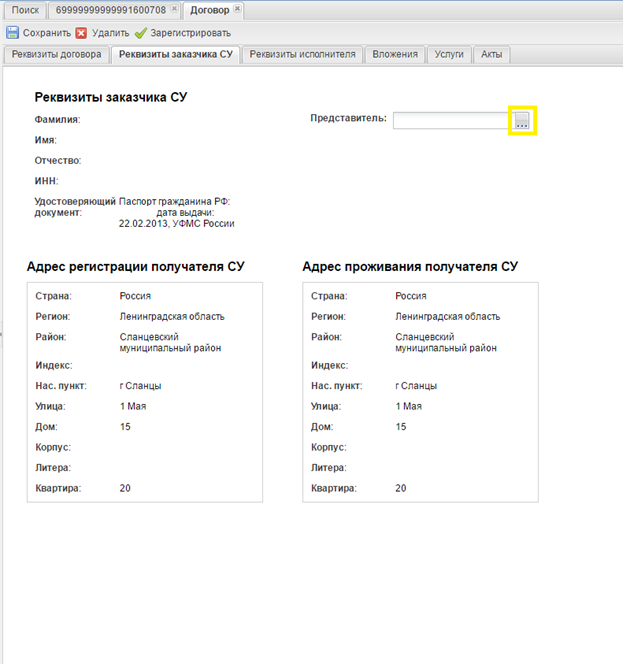 Поиск
69999999999991600708
Договор
Сохранить Удалить Зарегистрировать
Реквизиты договора
Реквизиты заказчика СУ
Реквизиты исполнителя
Вложения
Услуги
Акты
Реквизиты заказчика СУ
Фамилия:
Представитель:
...
Имя:
Отчество:
ИНН:
Удостоверяющий документ:
Паспорт гражданина РФ:
дата выдачи:
22.02.2013, УФМС России
Адрес регистрации получателя СУ
Страна: Россия
Регион: Ленинградская область
Район: Сланцевский
муниципальный район
Индекс:
Нас. пункт: г Сланцы
Улица: 1 Мая
Дом: 15
Корпус:
Литера:
Квартира: 20
Адрес проживания получателя СУ
Страна: Россия
Регион: Ленинградская область
Район: Сланцевский
муниципальный район
Индекс:
Нас. пункт: г Сланцы
Улица: 1 Мая
Дом: 15
Корпус:
Литера:
Квартира: 20